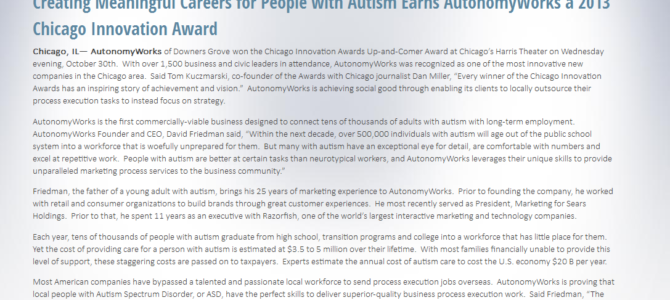 Creating Meaningful Careers for People with Autism Earns AutonomyWorks a 2013
Chicago Innovation Award
Chicago, IL— AutonomyWorks of Downers Grove won the Chicago Innovation Awards Up-and-Comer Award at Chicago's Harris Theater on Wednesday
evening, October 30th.  With over 1,500 business and civic leaders in attendance, AutonomyWorks was recognized as one of the most innovative new
companies in the Chicago area.  Said Tom Kuczmarski, co-founder of the Awards with Chicago journalist Dan Miller, "Every winner of the Chicago Innovation
Awards has an inspiring story of achievement and vision."  AutonomyWorks is achieving social good through enabling its clients to locally outsource their
process execution tasks to instead focus on strategy.
AutonomyWorks is the first commercially-viable business designed to connect tens of thousands of adults with autism with long-term employment.
AutonomyWorks Founder and CEO, David Friedman said, "Within the next decade, over 500,000 individuals with autism will age out of the public school
system into a workforce that is woefully unprepared for them.  But many with autism have an exceptional eye for detail, are comfortable with numbers and
excel at repetitive work.  People with autism are better at certain tasks than neurotypical workers, and AutonomyWorks leverages their unique skills to provide
unparalleled marketing process services to the business community."
Friedman, the father of a young adult with autism, brings his 25 years of marketing experience to AutonomyWorks.  Prior to founding the company, he worked
with retail and consumer organizations to build brands through great customer experiences.  He most recently served as President, Marketing for Sears
Holdings.  Prior to that, he spent 11 years as an executive with Razorfish, one of the world's largest interactive marketing and technology companies.
Each year, tens of thousands of people with autism graduate from high school, transition programs and college into a workforce that has little place for them.
Yet the cost of providing care for a person with autism is estimated at $3.5 to 5 million over their lifetime.  With most families financially unable to provide this
level of support, these staggering costs are passed on to taxpayers.  Experts estimate the annual cost of autism care to cost the U.S. economy $20 B per year.
Most American companies have bypassed a talented and passionate local workforce to send process execution jobs overseas.  AutonomyWorks is proving that
local people with Autism Spectrum Disorder, or ASD, have the perfect skills to deliver superior-quality business process execution work.  Said Friedman, "The